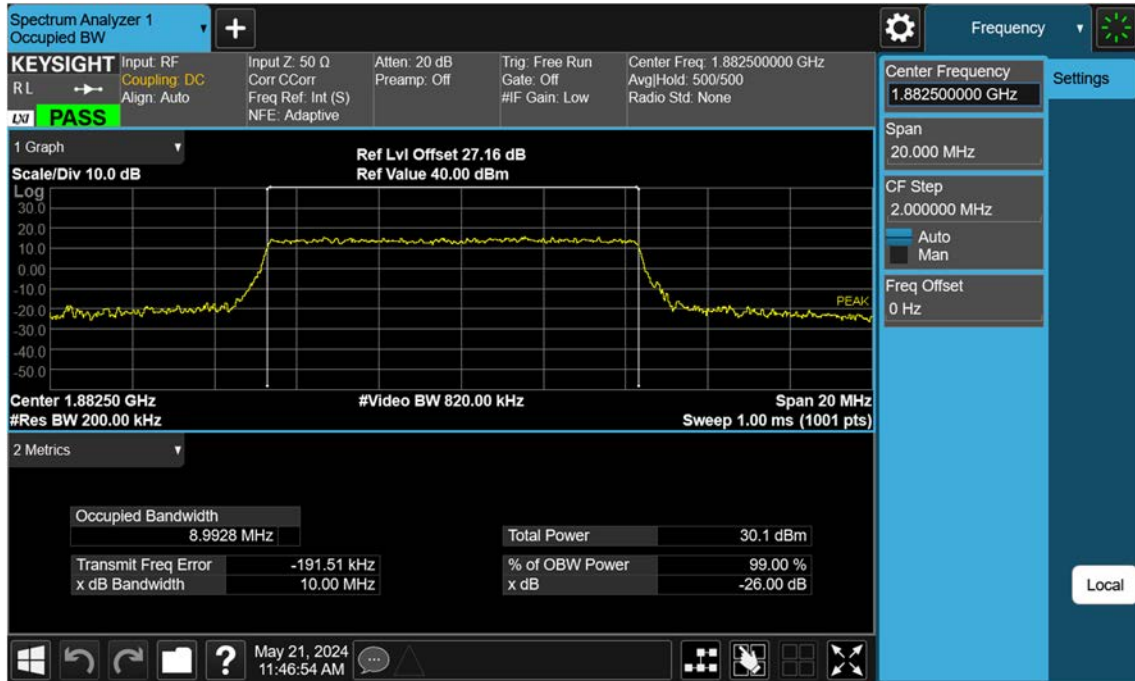 Spectrum Analyzer 1
Occupied BW
+
Frequency
KEYSIGHT
R L
LXI PASS
Input: RF
Coupling: DC
Align: Auto
Input Z: 50 Ω
Corr CCorr
Freq Ref: Int (S)
NFE: Adaptive
Atten: 20 dB
Preamp: Off
Trig: Free Run
Gate: Off
#IF Gain: Low
Center Freq: 1.882500000 GHz
Avg|Hold: 500/500
Radio Std: None
Center Frequency
1.882500000 GHz
Settings
Span
20.000 MHz
CF Step
2.000000 MHz
Auto
Man
Freq Offset
0 Hz
Local
1 Graph
Scale/Div 10.0 dB
Ref Lvl Offset 27.16 dB
Ref Value 40.00 dBm
Log
30.0
20.0
10.0
0.00
-10.0
-20.0
-30.0
-40.0
-50.0
PEAK
Center 1.88250 GHz
#Video BW 820.00 kHz
Span 20 MHz
#Res BW 200.00 kHz
Sweep 1.00 ms (1001 pts)
2 Metrics
Occupied Bandwidth
8.9928 MHz
Total Power 30.1 dBm
Transmit Freq Error -191.51 kHz
% of OBW Power 99.00 %
x dB Bandwidth 10.00 MHz
x dB -26.00 dB
?
May 21, 2024
11:46:54 AM